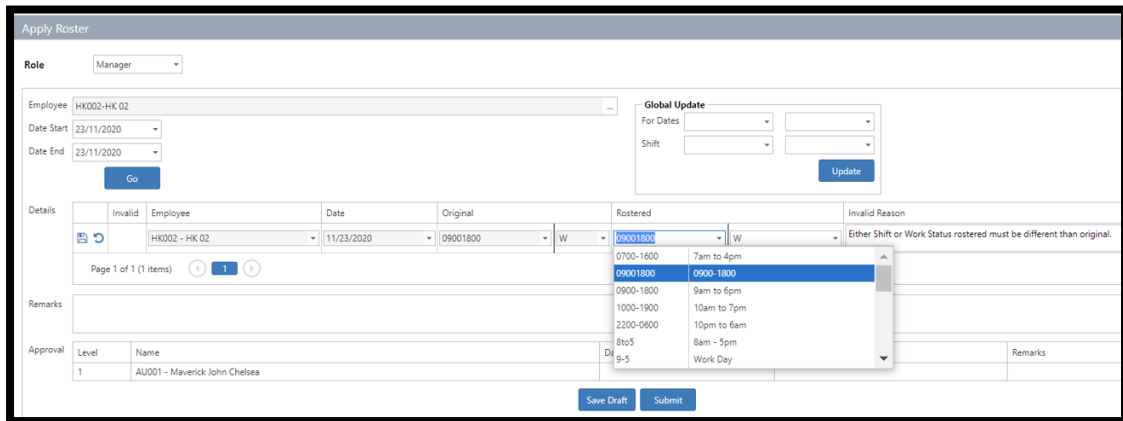 Apply Roster
Role Manager
Employee HK002-HK 02 ...
Date Start 23/11/2020
Date End 23/11/2020
Go
Global Update
For Dates
Shift
Update
Details Invalid Employee Date Original Rostered Invalid Reason
HK002 - HK 02 11/23/2020 09001800 W 09001800 W Either Shift or Work Status rostered must be different than original.
0700-1600 7am to 4pm
09001800 0900-1800
0900-1800 9am to 6pm
1000-1900 10am to 7pm
2200-0600 10pm to 6am
8to5 8am - 5pm
9-5 Work Day
Page 1 of 1 (1 items) 1
Remarks
Approval Level Name Remarks
1 AU001 - Maverick John Chelsea
Save Draft Submit